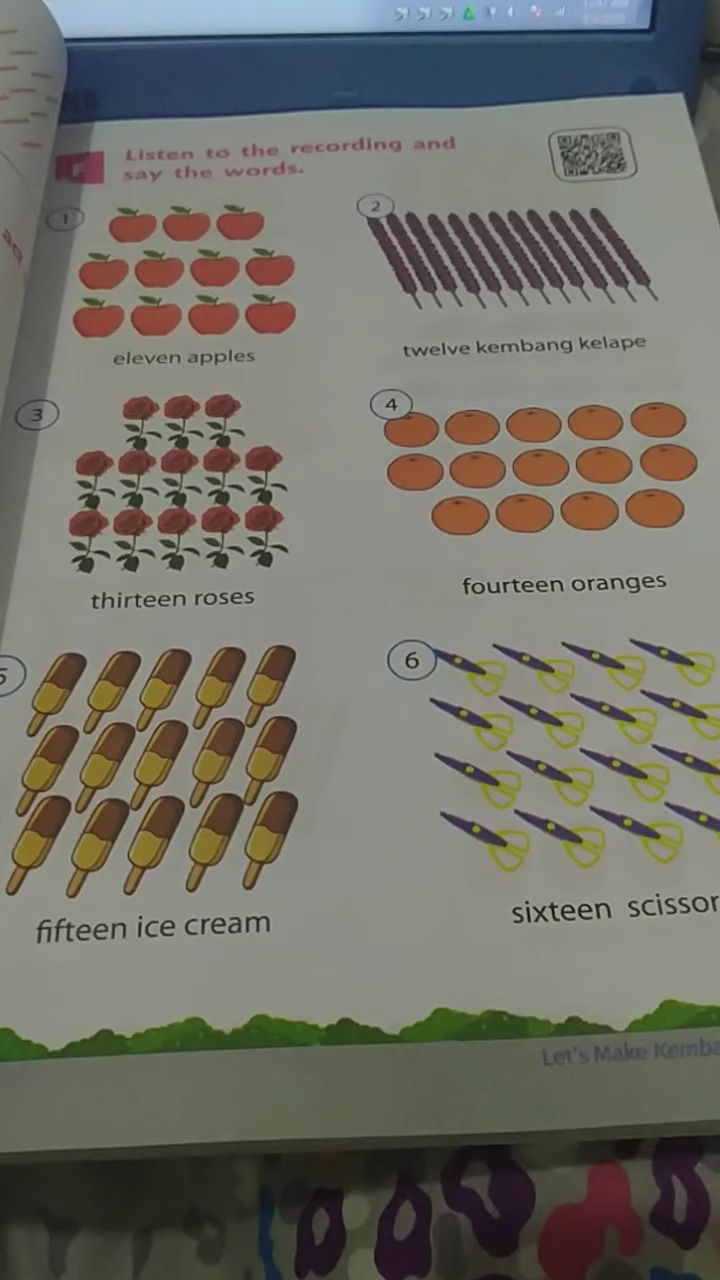 F Listen to the recording and
say the words.
1
2
eleven apples
twelve kembang kelape
3
4
thirteen roses
fourteen oranges
5
6
fifteen ice cream
sixteen scissor
Let's Make Kemba